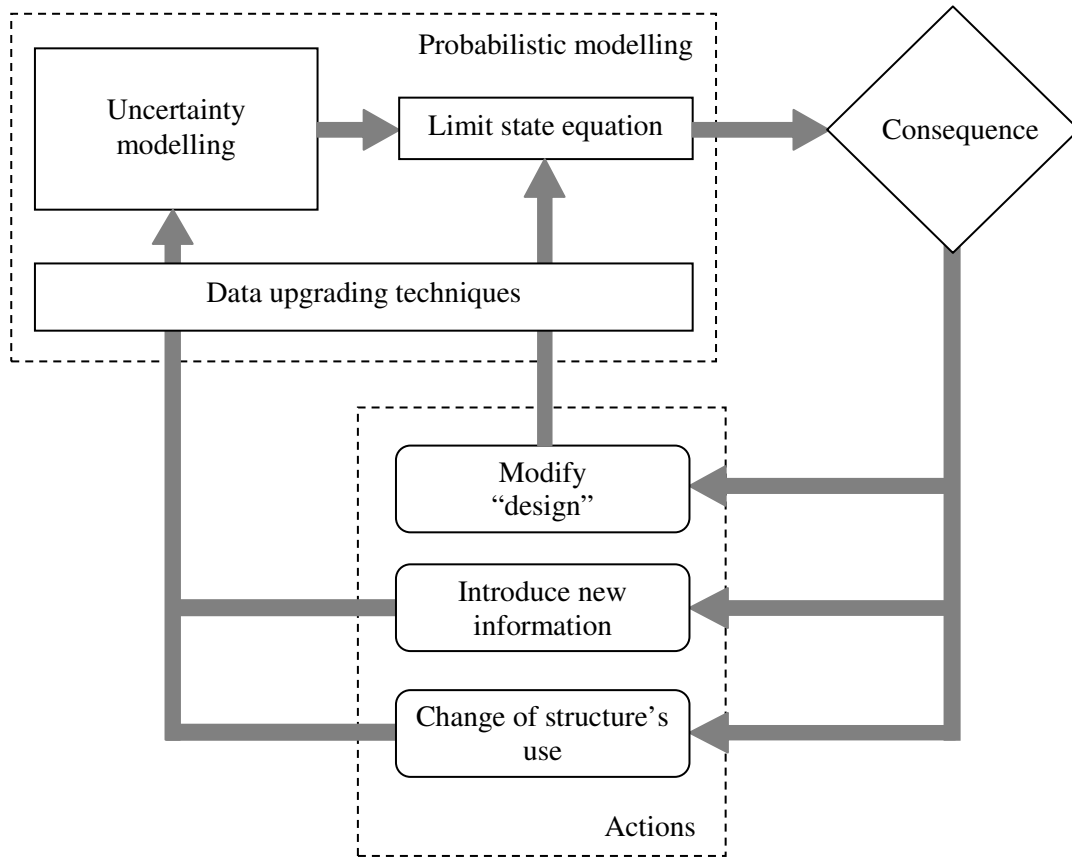 Probabilistic modelling
Uncertainty
modelling
Limit state equation
Consequence
Data upgrading techniques
Modify
“design”
Introduce new
information
Change of structure’s
use
Actions